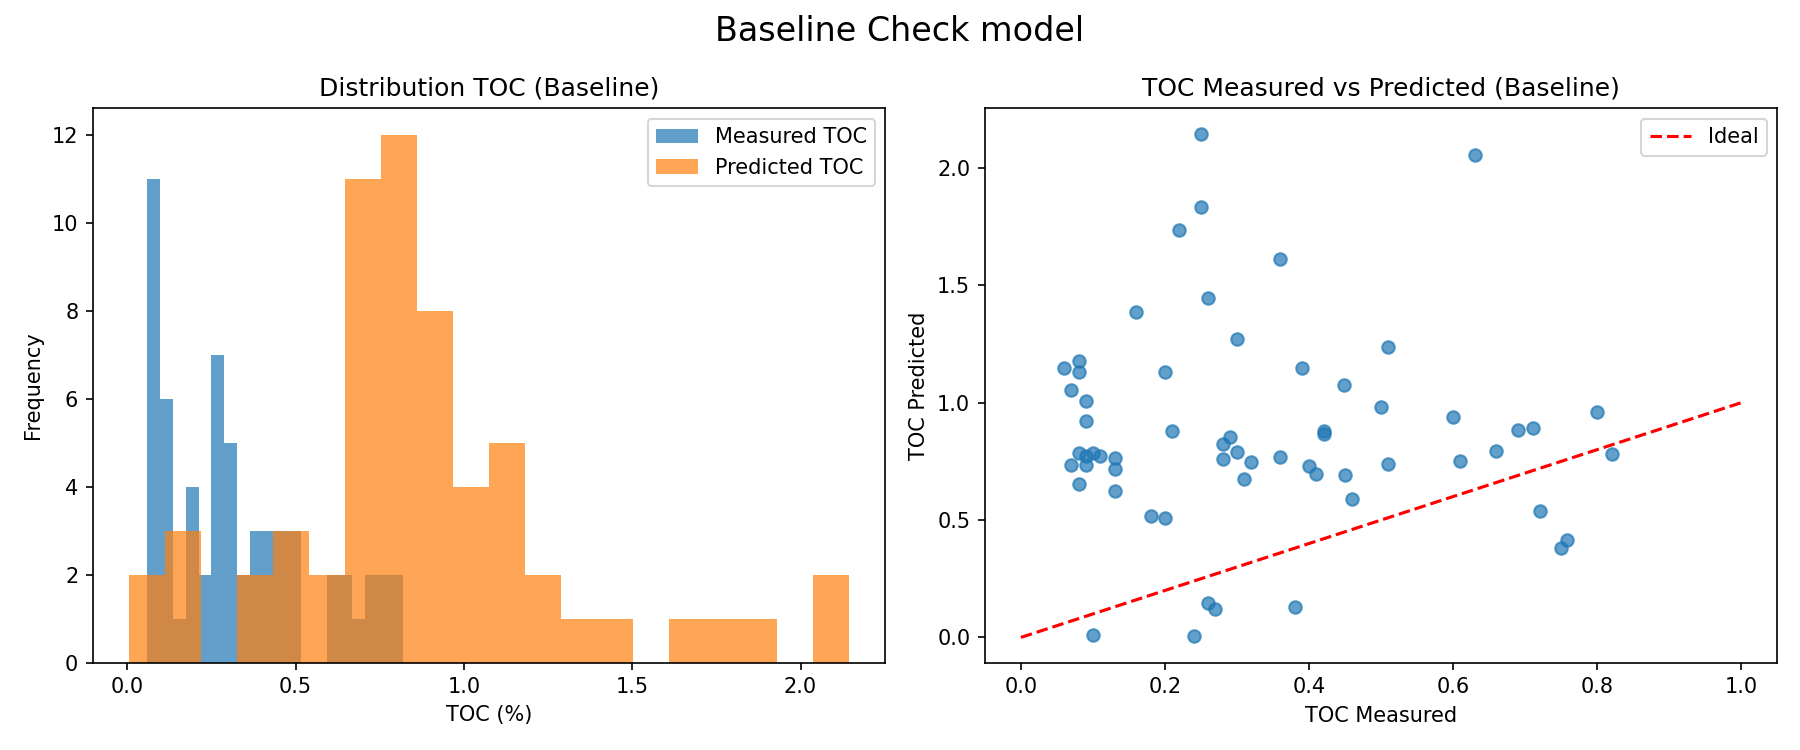 Baseline Check model
Distribution TOC (Baseline)
Measured TOC
Predicted TOC
Frequency
12
10
8
6
4
2
0
0.0 0.5 1.0 1.5 2.0
TOC (%)
TOC Measured vs Predicted (Baseline)
Ideal
TOC Predicted
2.0
1.5
1.0
0.5
0.0
0.0 0.2 0.4 0.6 0.8 1.0
TOC Measured